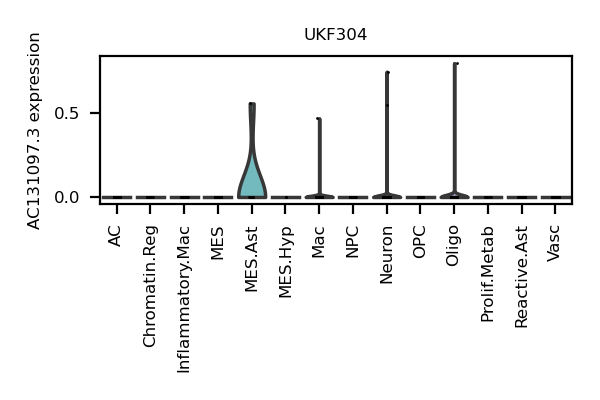 UKF304
AC131097.3 expression
0.5
0.0
AC
Chromatin.Reg
Inflammatory.Mac
MES
MES.Ast
MES.Hyp
Mac
NPC
Neuron
OPC
Oligo
Prolif.Metab
Reactive.Ast
Vasc